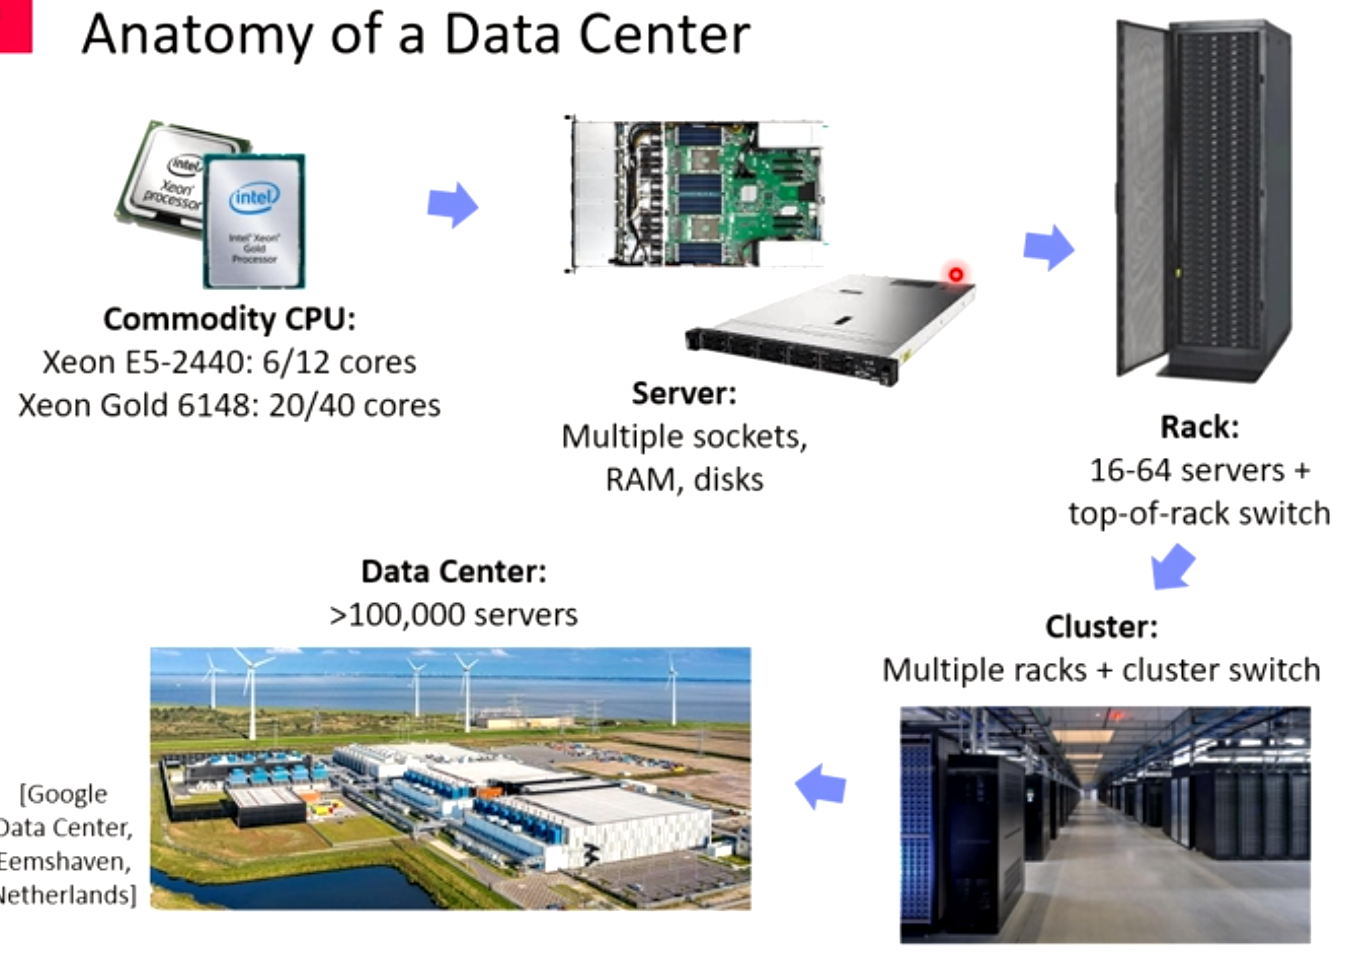 Anatomy of a Data Center
intel
Xeon
processor
intel
Intel Xeon
Gold
Processor
Commodity CPU:
Xeon E5-2440: 6/12 cores
Xeon Gold 6148: 20/40 cores
Server:
Multiple sockets,
RAM, disks
Rack:
16-64 servers +
top-of-rack switch
Cluster:
Multiple racks + cluster switch
Data Center:
>100,000 servers
[Google
Data Center,
Eemshaven,
Netherlands]